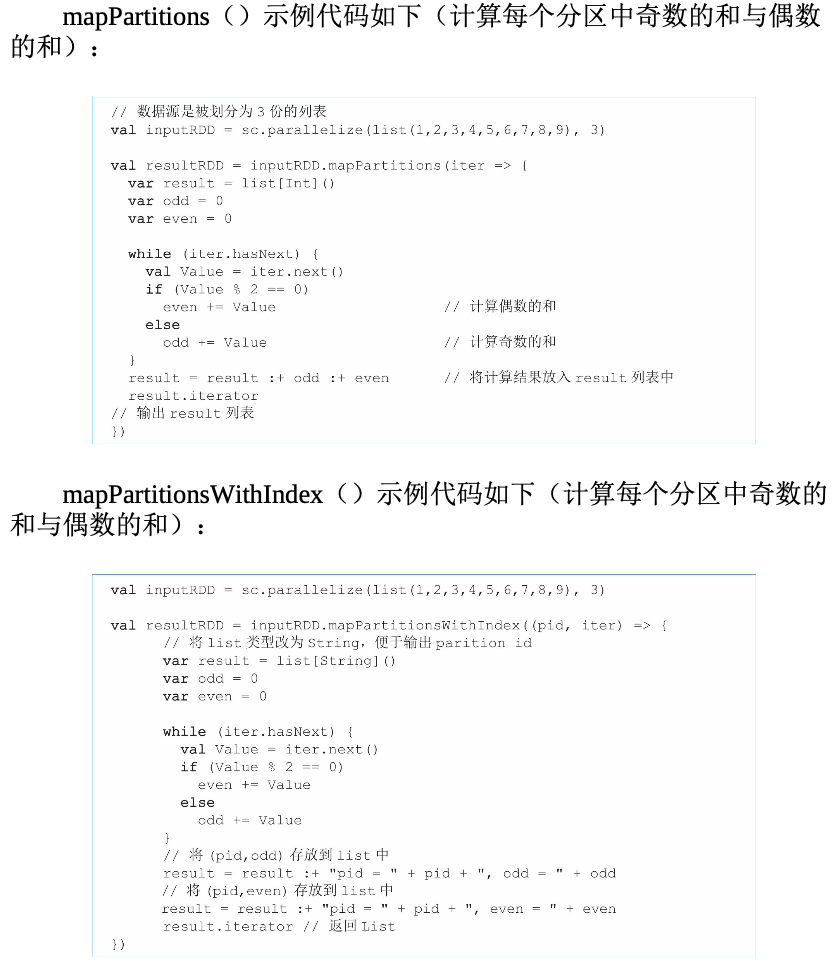 mapPartitions（）示例代码如下（计算每个分区中奇数的和与偶数
的和）：
// 数据源是被划分为 3 份的列表
val inputRDD = sc.parallelize(list(1,2,3,4,5,6,7,8,9), 3)
val resultRDD = inputRDD.mapPartitions(iter => {
var result = list[Int]()
var odd = 0
var even = 0
while (iter.hasNext) {
val Value = iter.next()
if (Value % 2 == 0)
even += Value // 计算偶数的和
else
odd += Value // 计算奇数的和
}
result = result :+ odd :+ even // 将计算结果放入 result 列表中
result.iterator
// 输出 result 列表
})
mapPartitionsWithIndex（）示例代码如下（计算每个分区中奇数的
和与偶数的和）：
val inputRDD = sc.parallelize(list(1,2,3,4,5,6,7,8,9), 3)
val resultRDD = inputRDD.mapPartitionsWithIndex((pid, iter) => {
// 将 list 类型改为 String，便于输出 parition id
var result = list[String]()
var odd = 0
var even = 0
while (iter.hasNext) {
val Value = iter.next()
if (Value % 2 == 0)
even += Value
else
odd += Value
}
// 将 (pid,odd) 存放到 list 中
result = result :+ "pid = " + pid + ", odd = " + odd
// 将 (pid,even) 存放到 list 中
result = result :+ "pid = " + pid + ", even = " + even
result.iterator // 返回 List
})